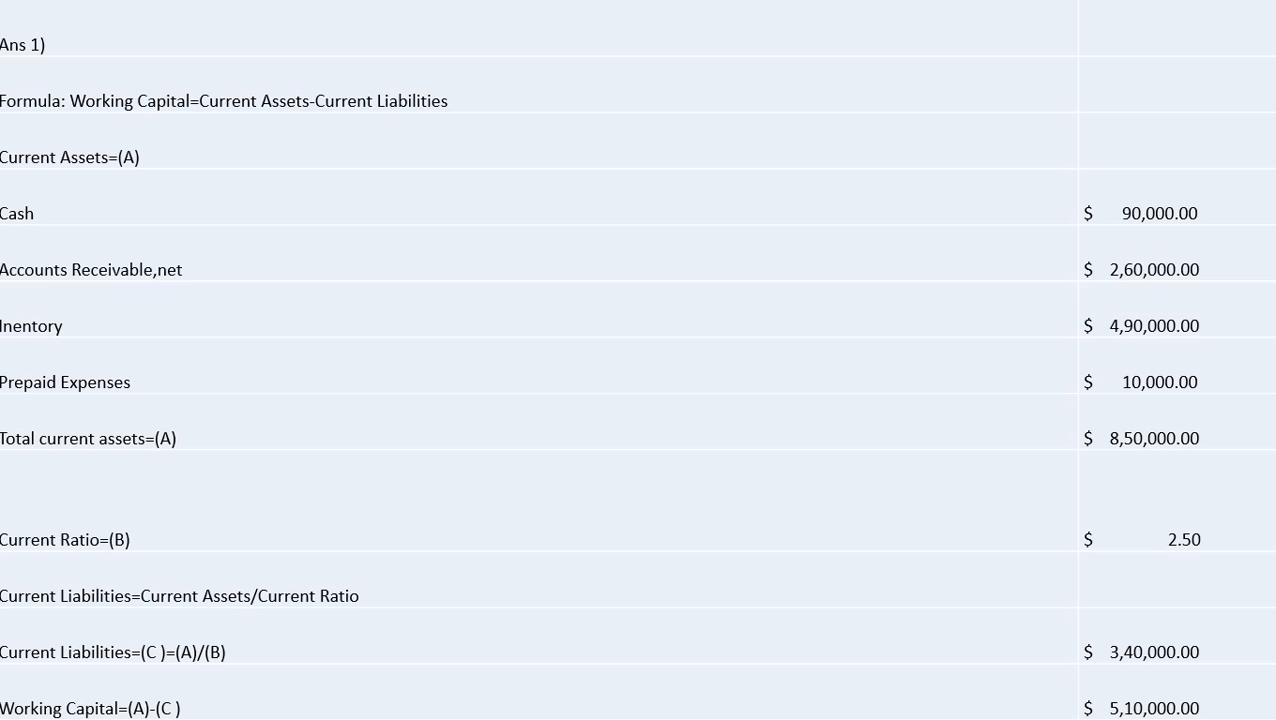 Ans 1)
Formula: Working Capital=Current Assets-Current Liabilities
Current Assets=(A)
Cash $ 90,000.00
Accounts Receivable,net $ 2,60,000.00
Inentory $ 4,90,000.00
Prepaid Expenses $ 10,000.00
Total current assets=(A) $ 8,50,000.00
Current Ratio=(B) $ 2.50
Current Liabilities=Current Assets/Current Ratio
Current Liabilities=(C )=(A)/(B) $ 3,40,000.00
Working Capital=(A)-(C ) $ 5,10,000.00